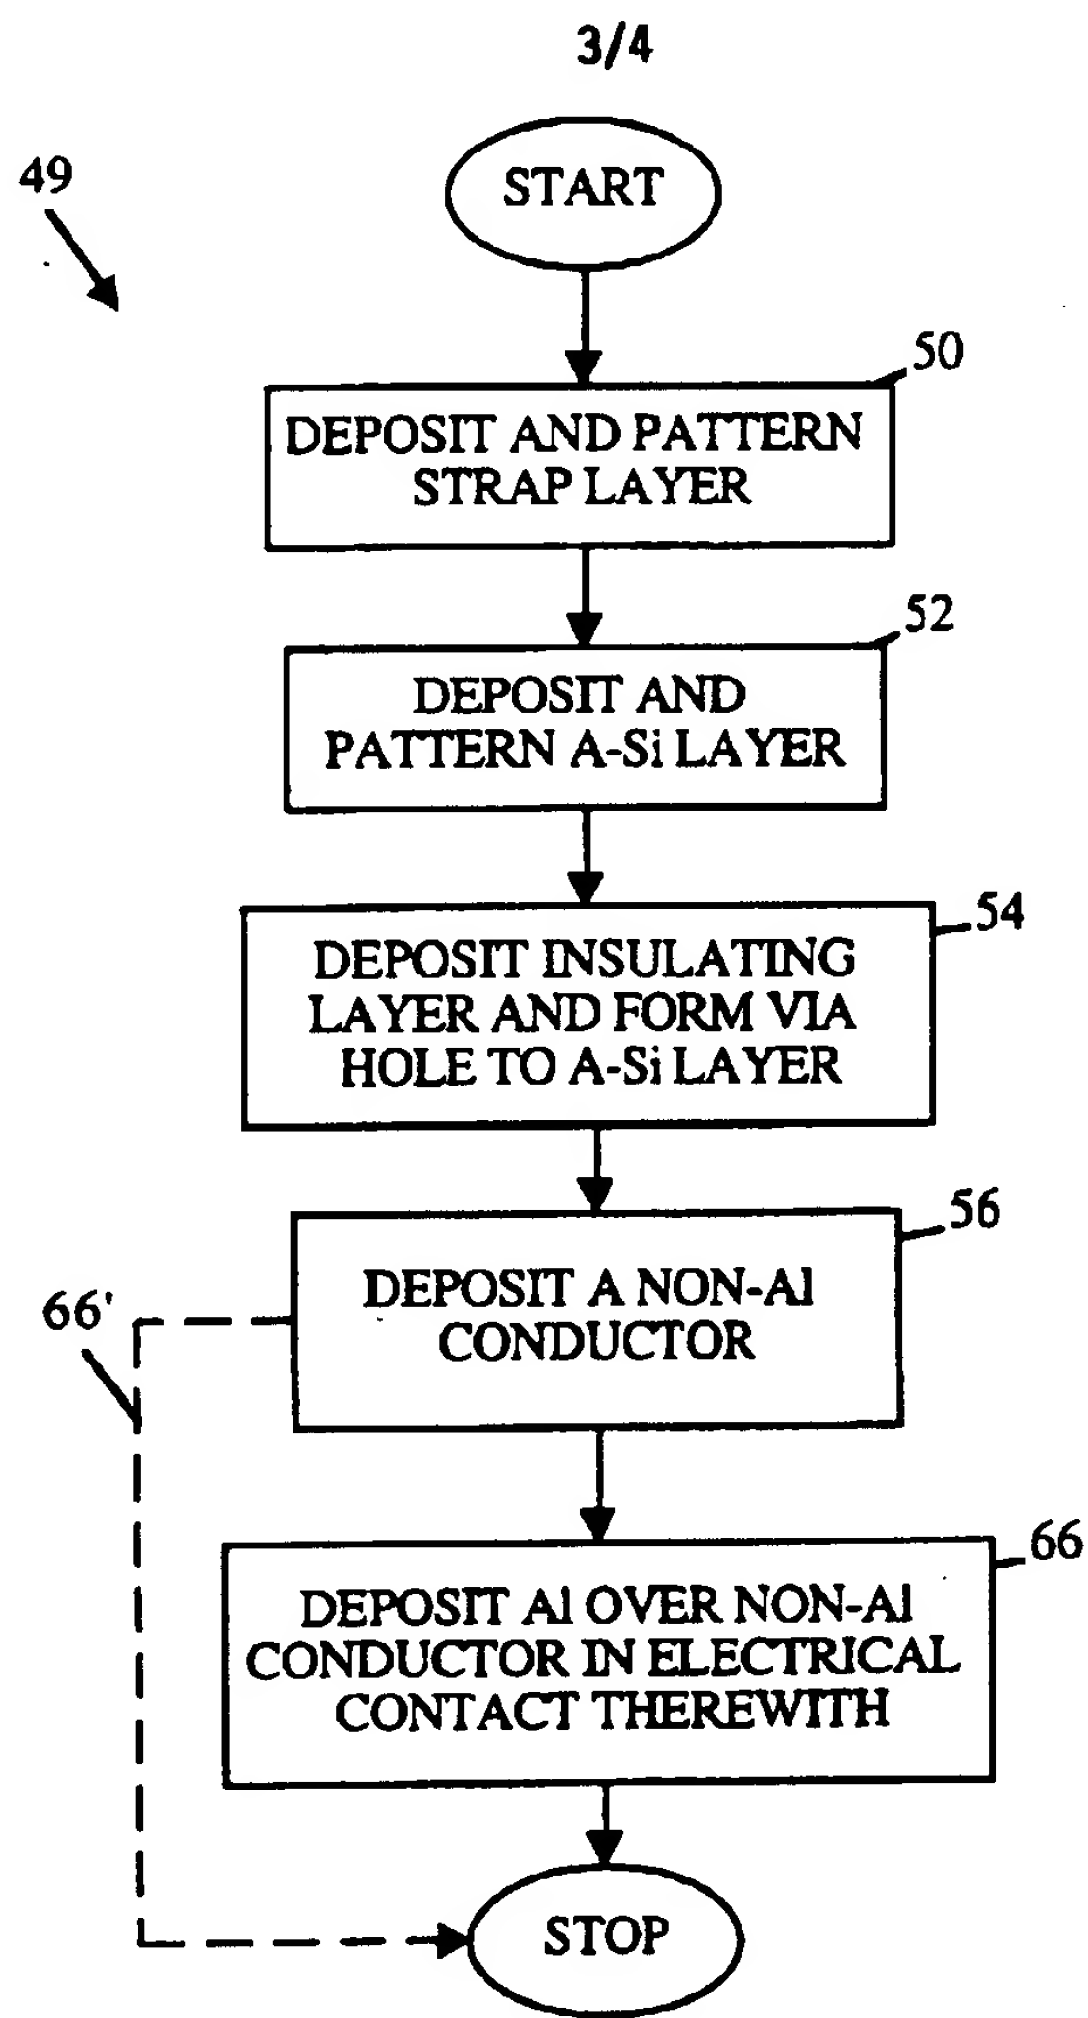 3/4
49
START
50
DEPOSIT AND PATTERN
STRAP LAYER
52
DEPOSIT AND
PATTERN A-Si LAYER
54
DEPOSIT INSULATING
LAYER AND FORM VIA
HOLE TO A-Si LAYER
56
DEPOSIT A NON-Al
CONDUCTOR
66'
66
DEPOSIT Al OVER NON-Al
CONDUCTOR IN ELECTRICAL
CONTACT THEREWITH
STOP